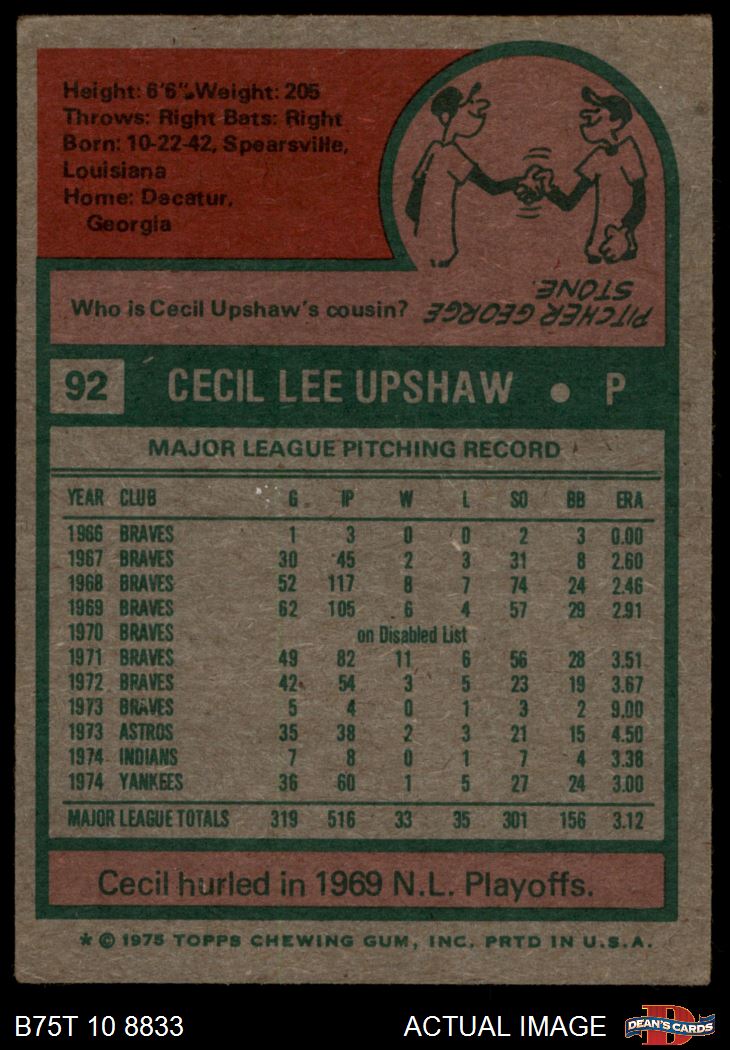 Height: 6'6" Weight: 205
Throws: Right Bats: Right
Born: 10-22-42, Spearsville,
Louisiana
Home: Decatur,
Georgia
Who is Cecil Upshaw's cousin?
PITCHER GEORGE
STONE.
92 CECIL LEE UPSHAW • P
MAJOR LEAGUE PITCHING RECORD
YEAR CLUB G IP W L SO BB ERA
1966 BRAVES 1 3 0 0 2 3 0.00
1967 BRAVES 30 45 2 3 31 8 2.60
1968 BRAVES 52 117 8 7 74 24 2.46
1969 BRAVES 62 105 6 4 57 29 2.91
1970 BRAVES on Disabled List
1971 BRAVES 49 82 11 6 56 28 3.51
1972 BRAVES 42 54 3 5 23 19 3.67
1973 BRAVES 5 4 0 1 3 2 9.00
1973 ASTROS 35 38 2 3 21 15 4.50
1974 INDIANS 7 8 0 1 7 4 3.38
1974 YANKEES 36 60 1 5 27 24 3.00
MAJOR LEAGUE TOTALS 319 516 33 35 301 156 3.12
Cecil hurled in 1969 N.L. Playoffs.
* © 1975 TOPPS CHEWING GUM, INC. PRTD IN U.S.A.
B75T 10 8833 ACTUAL IMAGE D DEAN'S CARDS